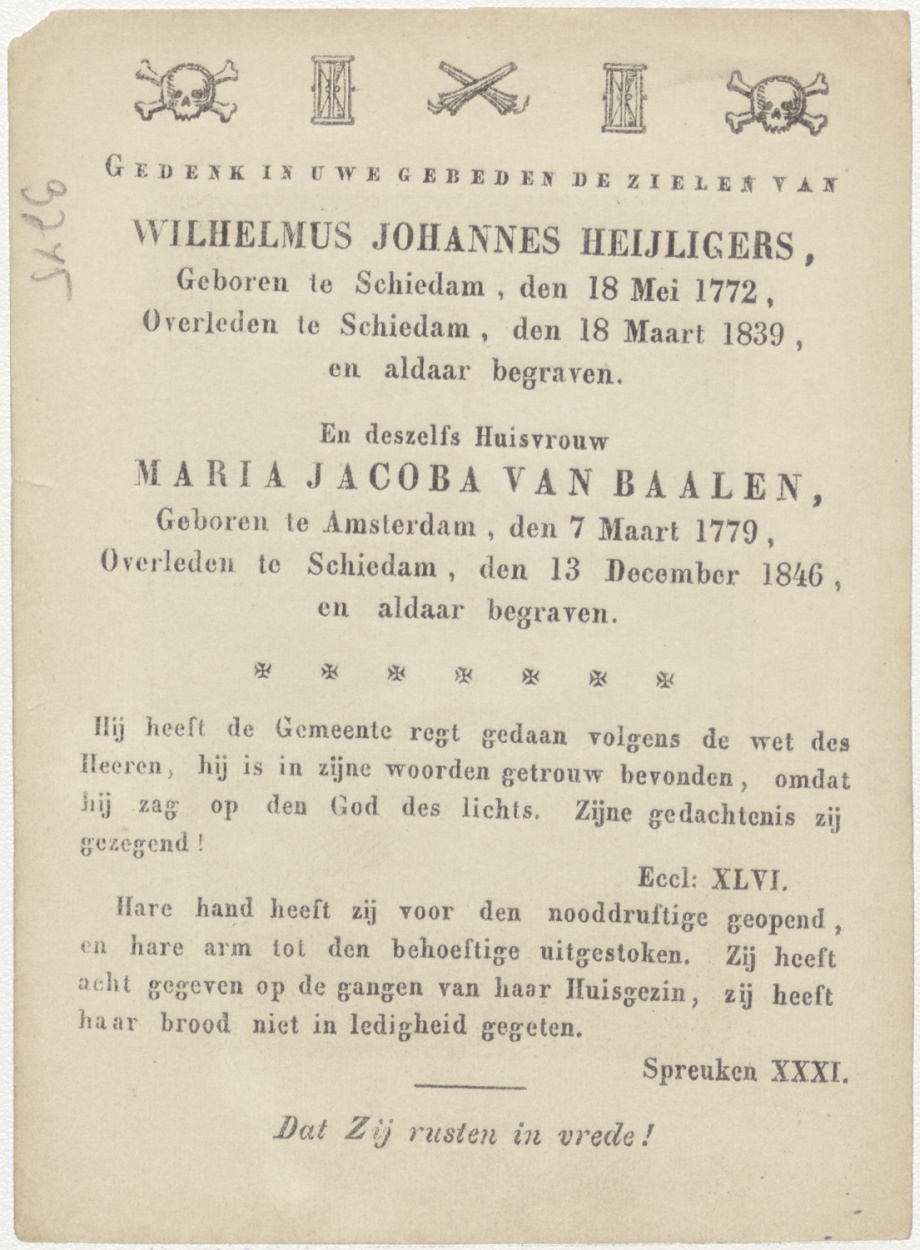 GEDENK IN UWE GEBEDEN DE ZIELEN VAN
WILHELMUS JOHANNES HEIJLIGERS,
Geboren te Schiedam, den 18 Mei 1772,
Overleden te Schiedam, den 18 Maart 1839,
en aldaar begraven.
En deszelfs Huisvrouw
MARIA JACOBA VAN BAALEN,
Geboren te Amsterdam, den 7 Maart 1779,
Overleden te Schiedam, den 13 December 1846,
en aldaar begraven.
Hij heeft de Gemeente regt gedaan volgens de wet des
Heeren, hij is in zijne woorden getrouw bevonden, omdat
hij zag op den God des lichts. Zijne gedachtenis zij
gezegend!
Eccl: XLVI.
Hare hand heeft zij voor den nooddruftige geopend,
en hare arm tot den behoeftige uitgestoken. Zij heeft
acht gegeven op de gangen van haar Huisgezin, zij heeft
haar brood niet in ledigheid gegeten.
Spreuken XXXI.
Dat Zij rusten in vrede!